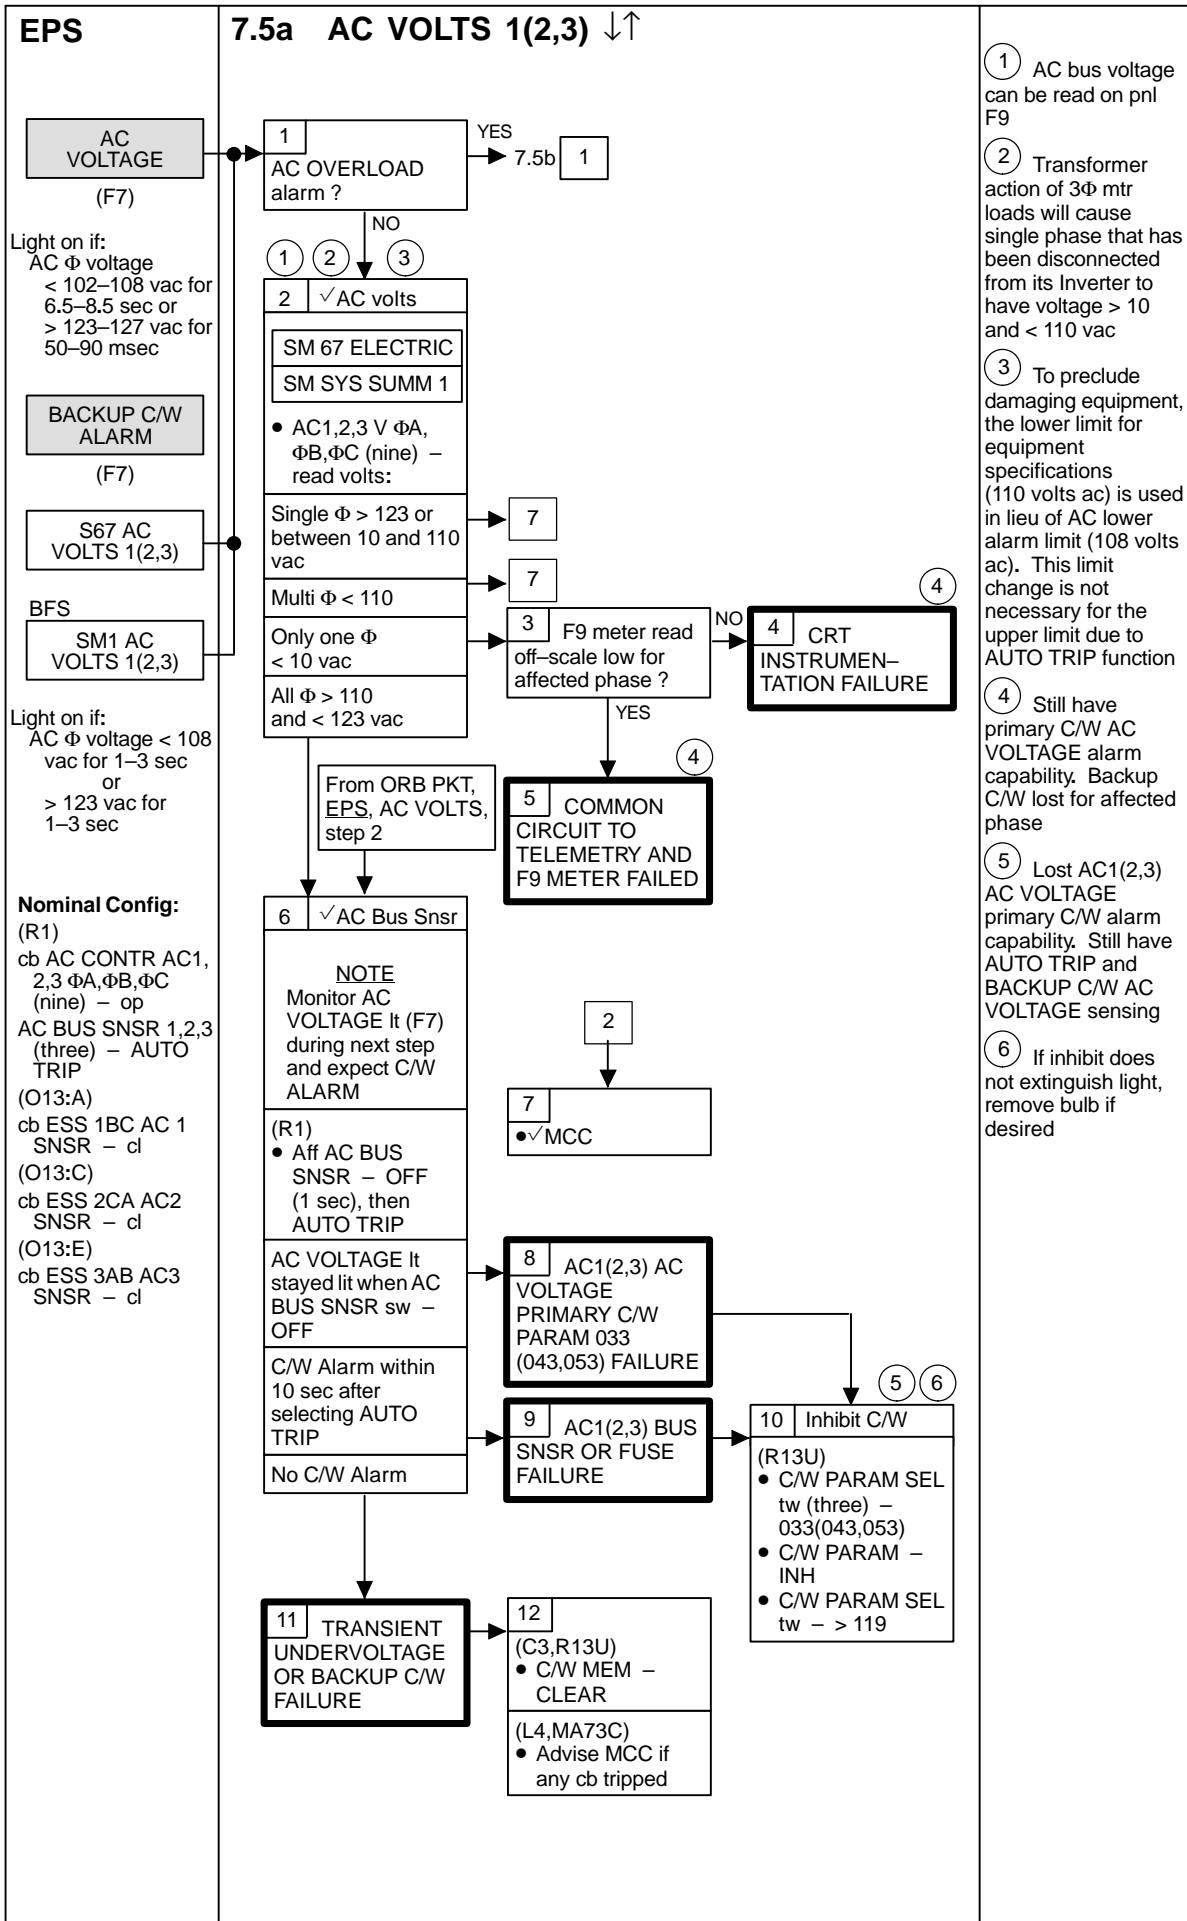 EPS
7.5a AC VOLTS 1(2,3) ↓↑
AC
VOLTAGE
(F7)
Light on if:
AC Φ voltage
< 102–108 vac for
6.5–8.5 sec or
> 123–127 vac for
50–90 msec
BACKUP C/W
ALARM
(F7)
S67 AC
VOLTS 1(2,3)
BFS
SM1 AC
VOLTS 1(2,3)
Light on if:
AC Φ voltage < 108
vac for 1–3 sec
or
> 123 vac for
1–3 sec
Nominal Config:
(R1)
cb AC CONTR AC1,
2,3 ΦA,ΦB,ΦC
(nine) – op
AC BUS SNSR 1,2,3
(three) – AUTO
TRIP
(O13:A)
cb ESS 1BC AC 1
SNSR – cl
(O13:C)
cb ESS 2CA AC2
SNSR – cl
(O13:E)
cb ESS 3AB AC3
SNSR – cl
1
AC OVERLOAD
alarm ?
YES
7.5b 1
NO
1 2 3
2 √AC volts
SM 67 ELECTRIC
SM SYS SUMM 1
• AC1,2,3 V ΦA,
ΦB,ΦC (nine) –
read volts:
Single Φ > 123 or
between 10 and 110
vac
7
Multi Φ < 110
7
Only one Φ
< 10 vac
All Φ > 110
and < 123 vac
3 F9 meter read
off–scale low for
affected phase ?
NO
4
4 CRT
INSTRUMEN–
TATION FAILURE
YES
4
5 COMMON
CIRCUIT TO
TELEMETRY AND
F9 METER FAILED
From ORB PKT,
EPS, AC VOLTS,
step 2
6 √AC Bus Snsr
NOTE
Monitor AC
VOLTAGE lt (F7)
during next step
and expect C/W
ALARM
(R1)
• Aff AC BUS
SNSR – OFF
(1 sec), then
AUTO TRIP
AC VOLTAGE lt
stayed lit when AC
BUS SNSR sw –
OFF
C/W Alarm within
10 sec after
selecting AUTO
TRIP
No C/W Alarm
2
7
•√MCC
8 AC1(2,3) AC
VOLTAGE
PRIMARY C/W
PARAM 033
(043,053) FAILURE
9 AC1(2,3) BUS
SNSR OR FUSE
FAILURE
5 6
10 Inhibit C/W
(R13U)
• C/W PARAM SEL
tw (three) –
033(043,053)
• C/W PARAM –
INH
• C/W PARAM SEL
tw – > 119
11 TRANSIENT
UNDERVOLTAGE
OR BACKUP C/W
FAILURE
12
(C3,R13U)
• C/W MEM –
CLEAR
(L4,MA73C)
• Advise MCC if
any cb tripped
1 AC bus voltage
can be read on pnl
F9
2 Transformer
action of 3Φ mtr
loads will cause
single phase that has
been disconnected
from its Inverter to
have voltage > 10
and < 110 vac
3 To preclude
damaging equipment,
the lower limit for
equipment
specifications
(110 volts ac) is used
in lieu of AC lower
alarm limit (108 volts
ac). This limit
change is not
necessary for the
upper limit due to
AUTO TRIP function
4 Still have
primary C/W AC
VOLTAGE alarm
capability. Backup
C/W lost for affected
phase
5 Lost AC1(2,3)
AC VOLTAGE
primary C/W alarm
capability. Still have
AUTO TRIP and
BACKUP C/W AC
VOLTAGE sensing
6 If inhibit does
not extinguish light,
remove bulb if
desired